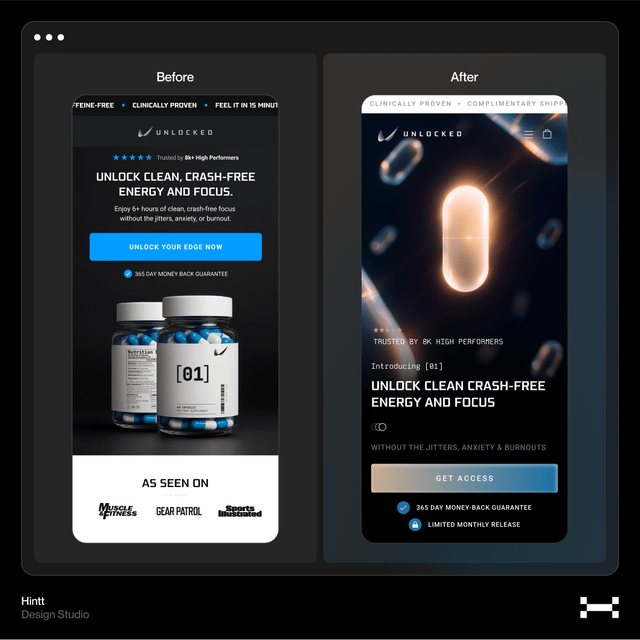 Before
FFEINE-FREE • CLINICALLY PROVEN • FEEL IT IN 15 MINUT
UNLOCKED
Trusted by 8k+ High Performers
UNLOCK CLEAN, CRASH-FREE
ENERGY AND FOCUS.
Enjoy 6+ hours of clean, crash-free focus
without the jitters, anxiety, or burnout.
UNLOCK YOUR EDGE NOW
365 DAY MONEY BACK GUARANTEE
Nutrition
[01]
AS SEEN ON
MUSCLE
&FITNESS
GEAR PATROL
Sports
Illustrated
After
CLINICALLY PROVEN • COMPLIMENTARY SHIPP
UNLOCKED
TRUSTED BY 8K HIGH PERFORMERS
Introducing [01]
UNLOCK CLEAN CRASH-FREE
ENERGY AND FOCUS
WITHOUT THE JITTERS, ANXIETY & BURNOUTS
GET ACCESS
365 DAY MONEY-BACK GUARANTEE
LIMITED MONTHLY RELEASE
Hintt
Design Studio